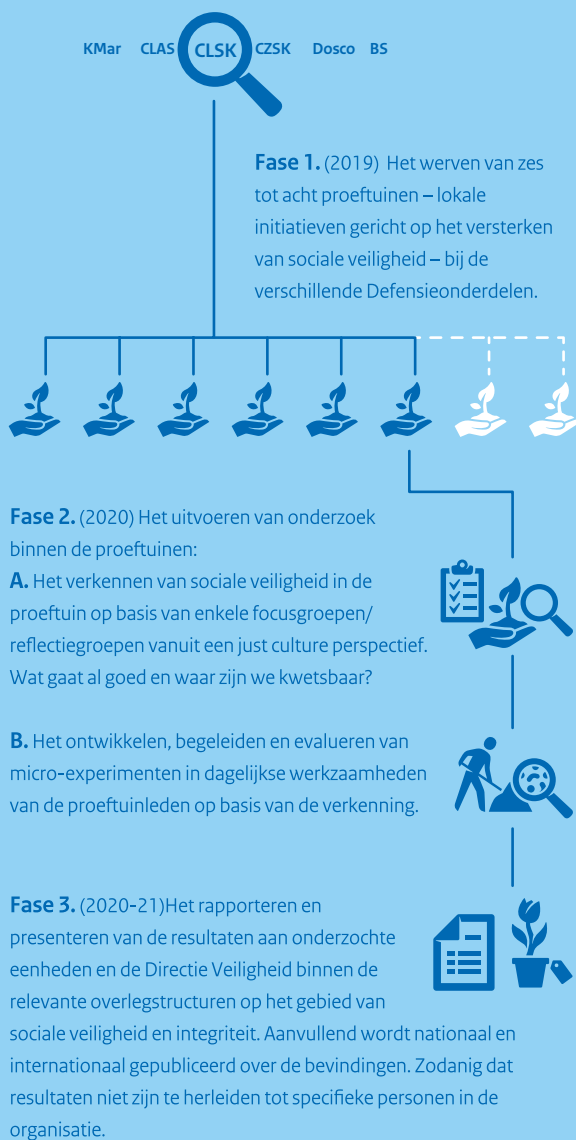 KMar CLAS CLSK CZSK Dosco BS
Fase 1. (2019) Het werven van zes
tot acht proeftuinen – lokale
initiatieven gericht op het versterken
van sociale veiligheid – bij de
verschillende Defensieonderdelen.
Fase 2. (2020) Het uitvoeren van onderzoek
binnen de proeftuinen:
A. Het verkennen van sociale veiligheid in de
proeftuin op basis van enkele focusgroepen/
reflectiegroepen vanuit een just culture perspectief.
Wat gaat al goed en waar zijn we kwetsbaar?
B. Het ontwikkelen, begeleiden en evalueren van
micro-experimenten in dagelijkse werkzaamheden
van de proeftuinleden op basis van de verkenning.
Fase 3. (2020-21)Het rapporteren en
presenteren van de resultaten aan onderzochte
eenheden en de Directie Veiligheid binnen de
relevante overlegstructuren op het gebied van
sociale veiligheid en integriteit. Aanvullend wordt nationaal en
internationaal gepubliceerd over de bevindingen. Zodanig dat
resultaten niet zijn te herleiden tot specifieke personen in de
organisatie.